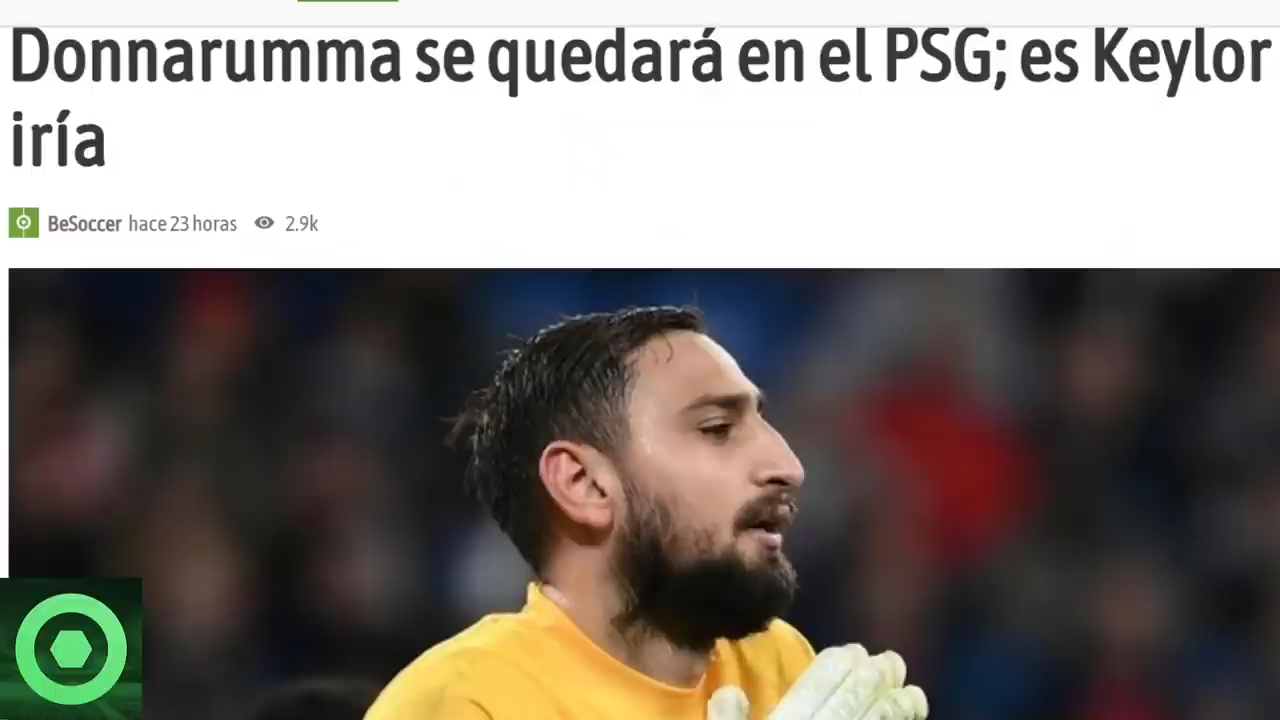 Donnarumma se quedará en el PSG; es Keylor
iría
BeSoccer hace 23 horas 2.9k